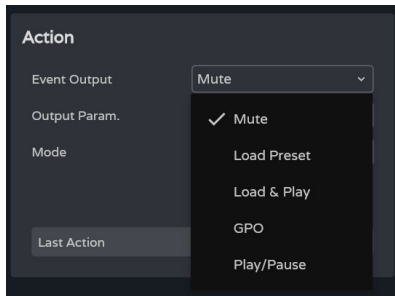 Action
Event Output
Mute
Output Param.
Mute
Mode
Load Preset
Load & Play
GPO
Last Action
Play/Pause